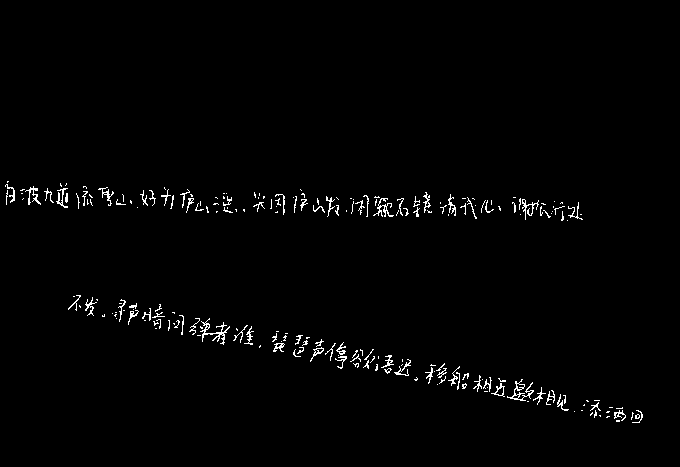 白波九道流雪山。好为庐山谣,兴因庐山发。闲窥石镜清我心,谢公行处
不发。寻声暗问弹者谁,琵琶声停欲语迟。移船相近邀相见,添酒回